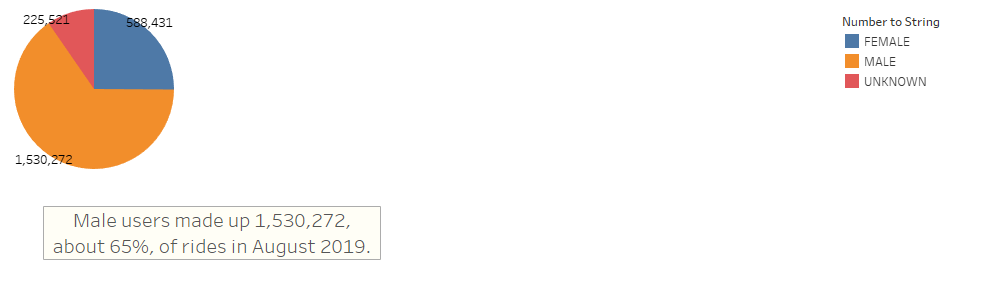 225,521
588,431
1,530,272
Number to String
FEMALE
MALE
UNKNOWN
Male users made up 1,530,272,
about 65%, of rides in August 2019.